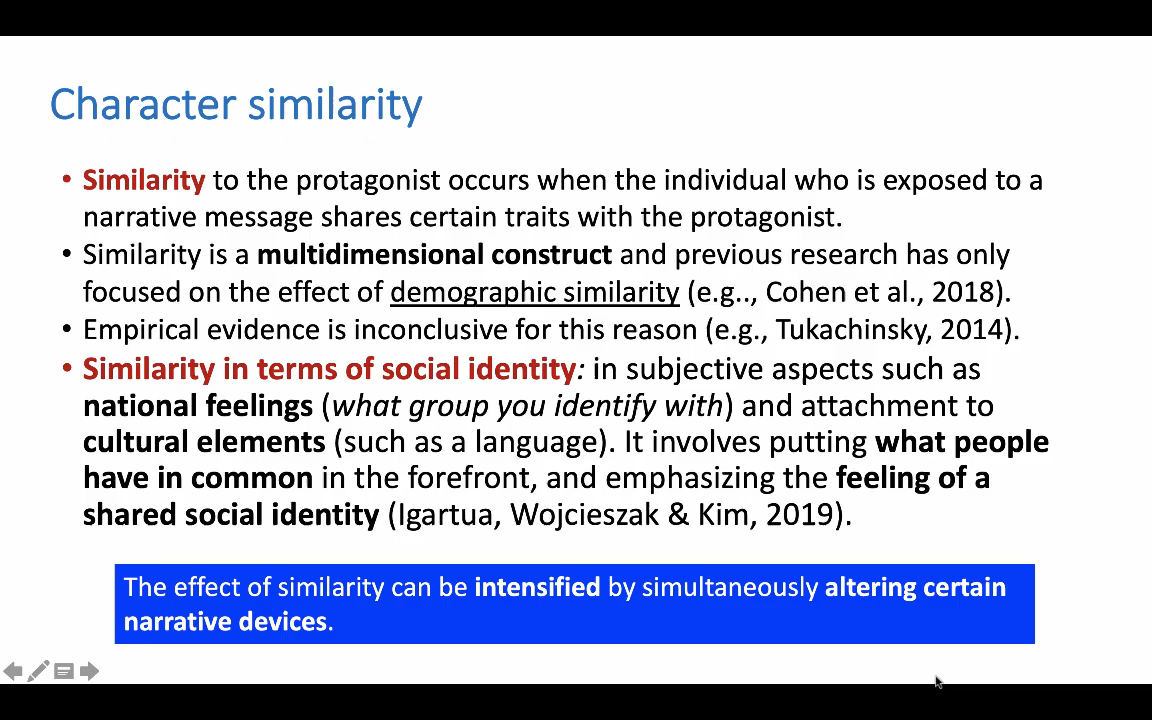 Character similarity
• Similarity to the protagonist occurs when the individual who is exposed to a
narrative message shares certain traits with the protagonist.
• Similarity is a multidimensional construct and previous research has only
focused on the effect of demographic similarity (e.g.., Cohen et al., 2018).
• Empirical evidence is inconclusive for this reason (e.g., Tukachinsky, 2014).
• Similarity in terms of social identity: in subjective aspects such as
national feelings (what group you identify with) and attachment to
cultural elements (such as a language). It involves putting what people
have in common in the forefront, and emphasizing the feeling of a
shared social identity (Igartua, Wojcieszak & Kim, 2019).
The effect of similarity can be intensified by simultaneously altering certain
narrative devices.